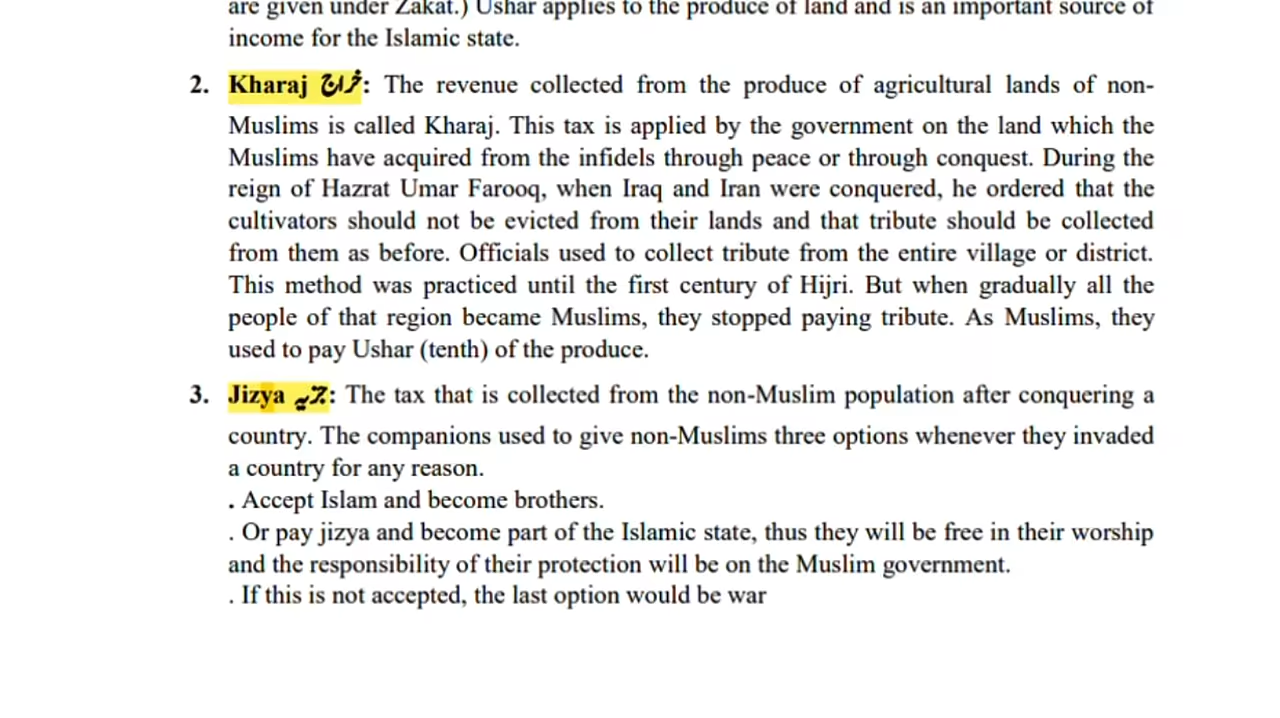 are given under Zakat.) Ushar applies to the produce of land and is an important source of
income for the Islamic state.
2. Kharaj خراج: The revenue collected from the produce of agricultural lands of non-
Muslims is called Kharaj. This tax is applied by the government on the land which the
Muslims have acquired from the infidels through peace or through conquest. During the
reign of Hazrat Umar Farooq, when Iraq and Iran were conquered, he ordered that the
cultivators should not be evicted from their lands and that tribute should be collected
from them as before. Officials used to collect tribute from the entire village or district.
This method was practiced until the first century of Hijri. But when gradually all the
people of that region became Muslims, they stopped paying tribute. As Muslims, they
used to pay Ushar (tenth) of the produce.
3. Jizya جزیہ: The tax that is collected from the non-Muslim population after conquering a
country. The companions used to give non-Muslims three options whenever they invaded
a country for any reason.
. Accept Islam and become brothers.
. Or pay jizya and become part of the Islamic state, thus they will be free in their worship
and the responsibility of their protection will be on the Muslim government.
. If this is not accepted, the last option would be war